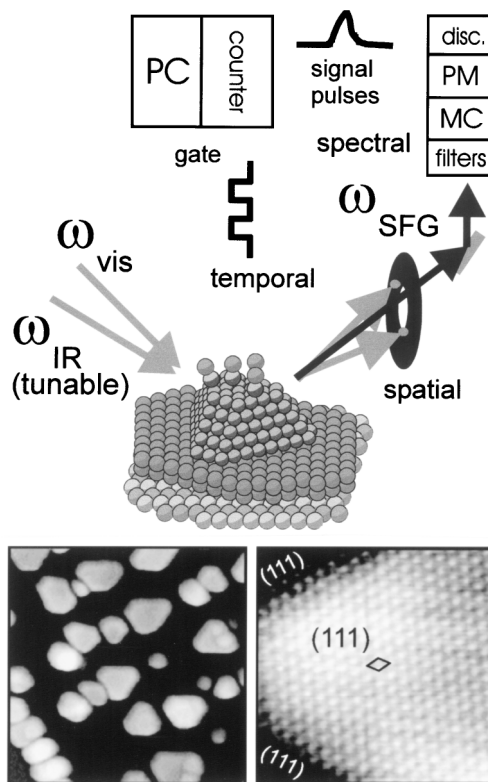 PC
counter
signal
pulses
disc.
PM
MC
filters
gate
spectral
temporal
ω vis
ω IR
(tunable)
ω SFG
spatial
(111)
(111)
(111)